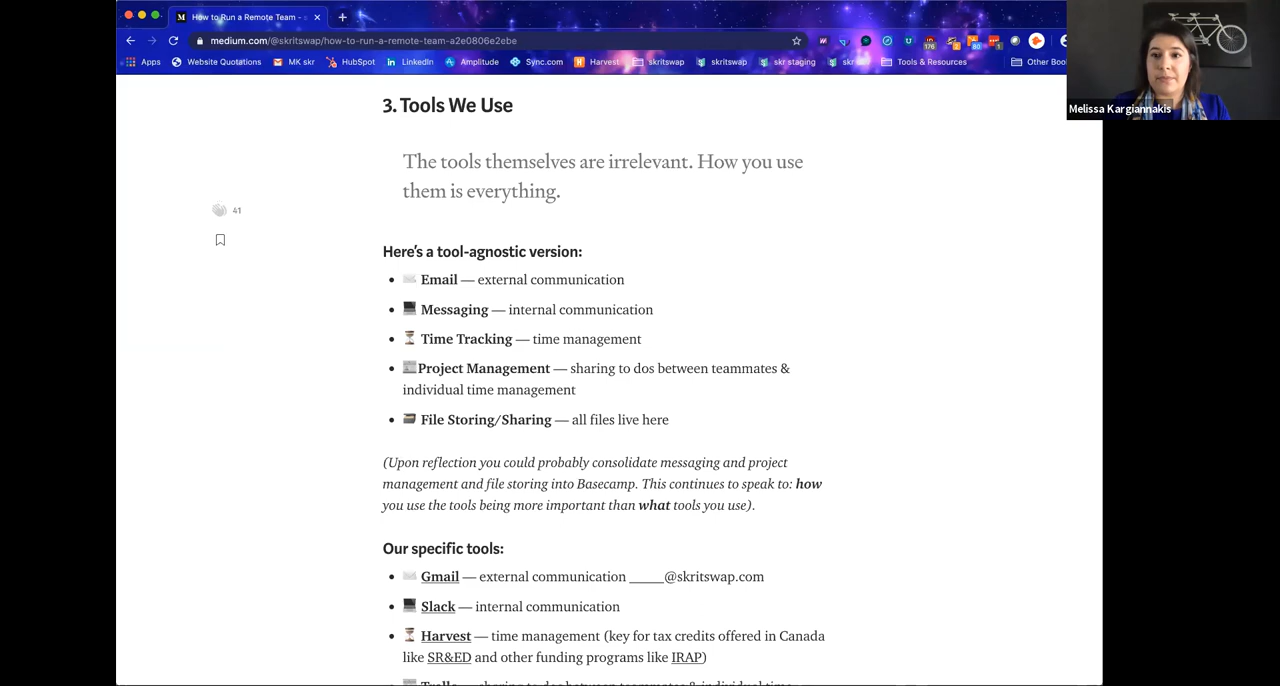 How to Run a Remote Team -
medium.com/@skritswap/how-to-run-a-remote-team-a2e0806e2ebe
176
80
1
Apps
Website Quotations
MK skr
HubSpot
LinkedIn
Amplitude
Sync.com
Harvest
skritswap
skritswap
skr staging
skr
Tools & Resources
Other Boo
Melissa Kargiannakis
3. Tools We Use
The tools themselves are irrelevant. How you use
them is everything.
41
Here's a tool-agnostic version:
Email — external communication
Messaging — internal communication
Time Tracking — time management
Project Management — sharing to dos between teammates &
individual time management
File Storing/Sharing — all files live here
(Upon reflection you could probably consolidate messaging and project
management and file storing into Basecamp. This continues to speak to: how
you use the tools being more important than what tools you use).
Our specific tools:
Gmail — external communication _____@skritswap.com
Slack — internal communication
Harvest — time management (key for tax credits offered in Canada
like SR&ED and other funding programs like IRAP)